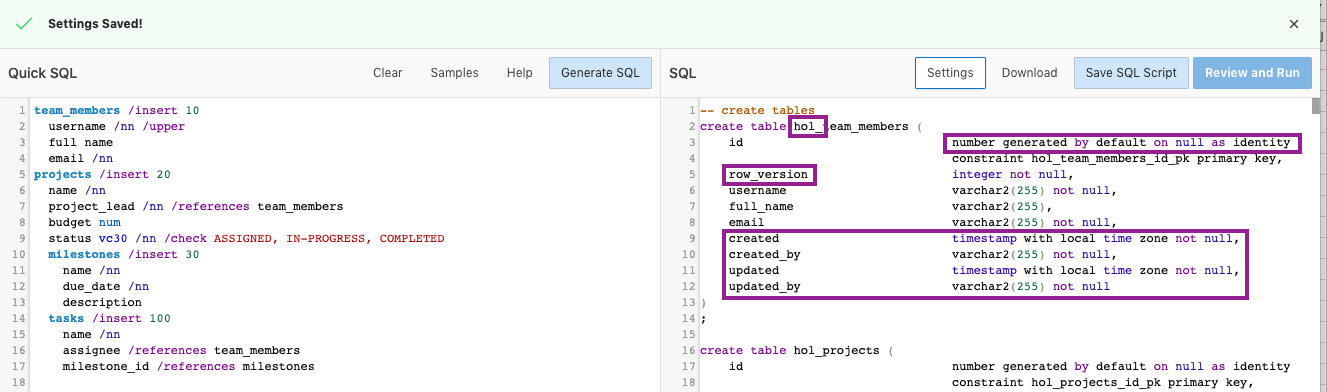 Settings Saved!
Quick SQL Clear Samples Help Generate SQL
1 team_members /insert 10
2 username /nn /upper
3 full name
4 email /nn
5 projects /insert 20
6 name /nn
7 project_lead /nn /references team_members
8 budget num
9 status vc30 /nn /check ASSIGNED, IN-PROGRESS, COMPLETED
10 milestones /insert 30
11 name /nn
12 due_date /nn
13 description
14 tasks /insert 100
15 name /nn
16 assignee /references team_members
17 milestone_id /references milestones
18
SQL Settings Download Save SQL Script Review and Run
1 -- create tables
2 create table hol_team_members (
3 id number generated by default on null as identity
4 constraint hol_team_members_id_pk primary key,
5 row_version integer not null,
6 username varchar2(255) not null,
7 full_name varchar2(255),
8 email varchar2(255) not null,
9 created timestamp with local time zone not null,
10 created_by varchar2(255) not null,
11 updated timestamp with local time zone not null,
12 updated_by varchar2(255) not null
13 )
14 ;
15
16 create table hol_projects (
17 id number generated by default on null as identity
18 constraint hol_projects_id_pk primary key,